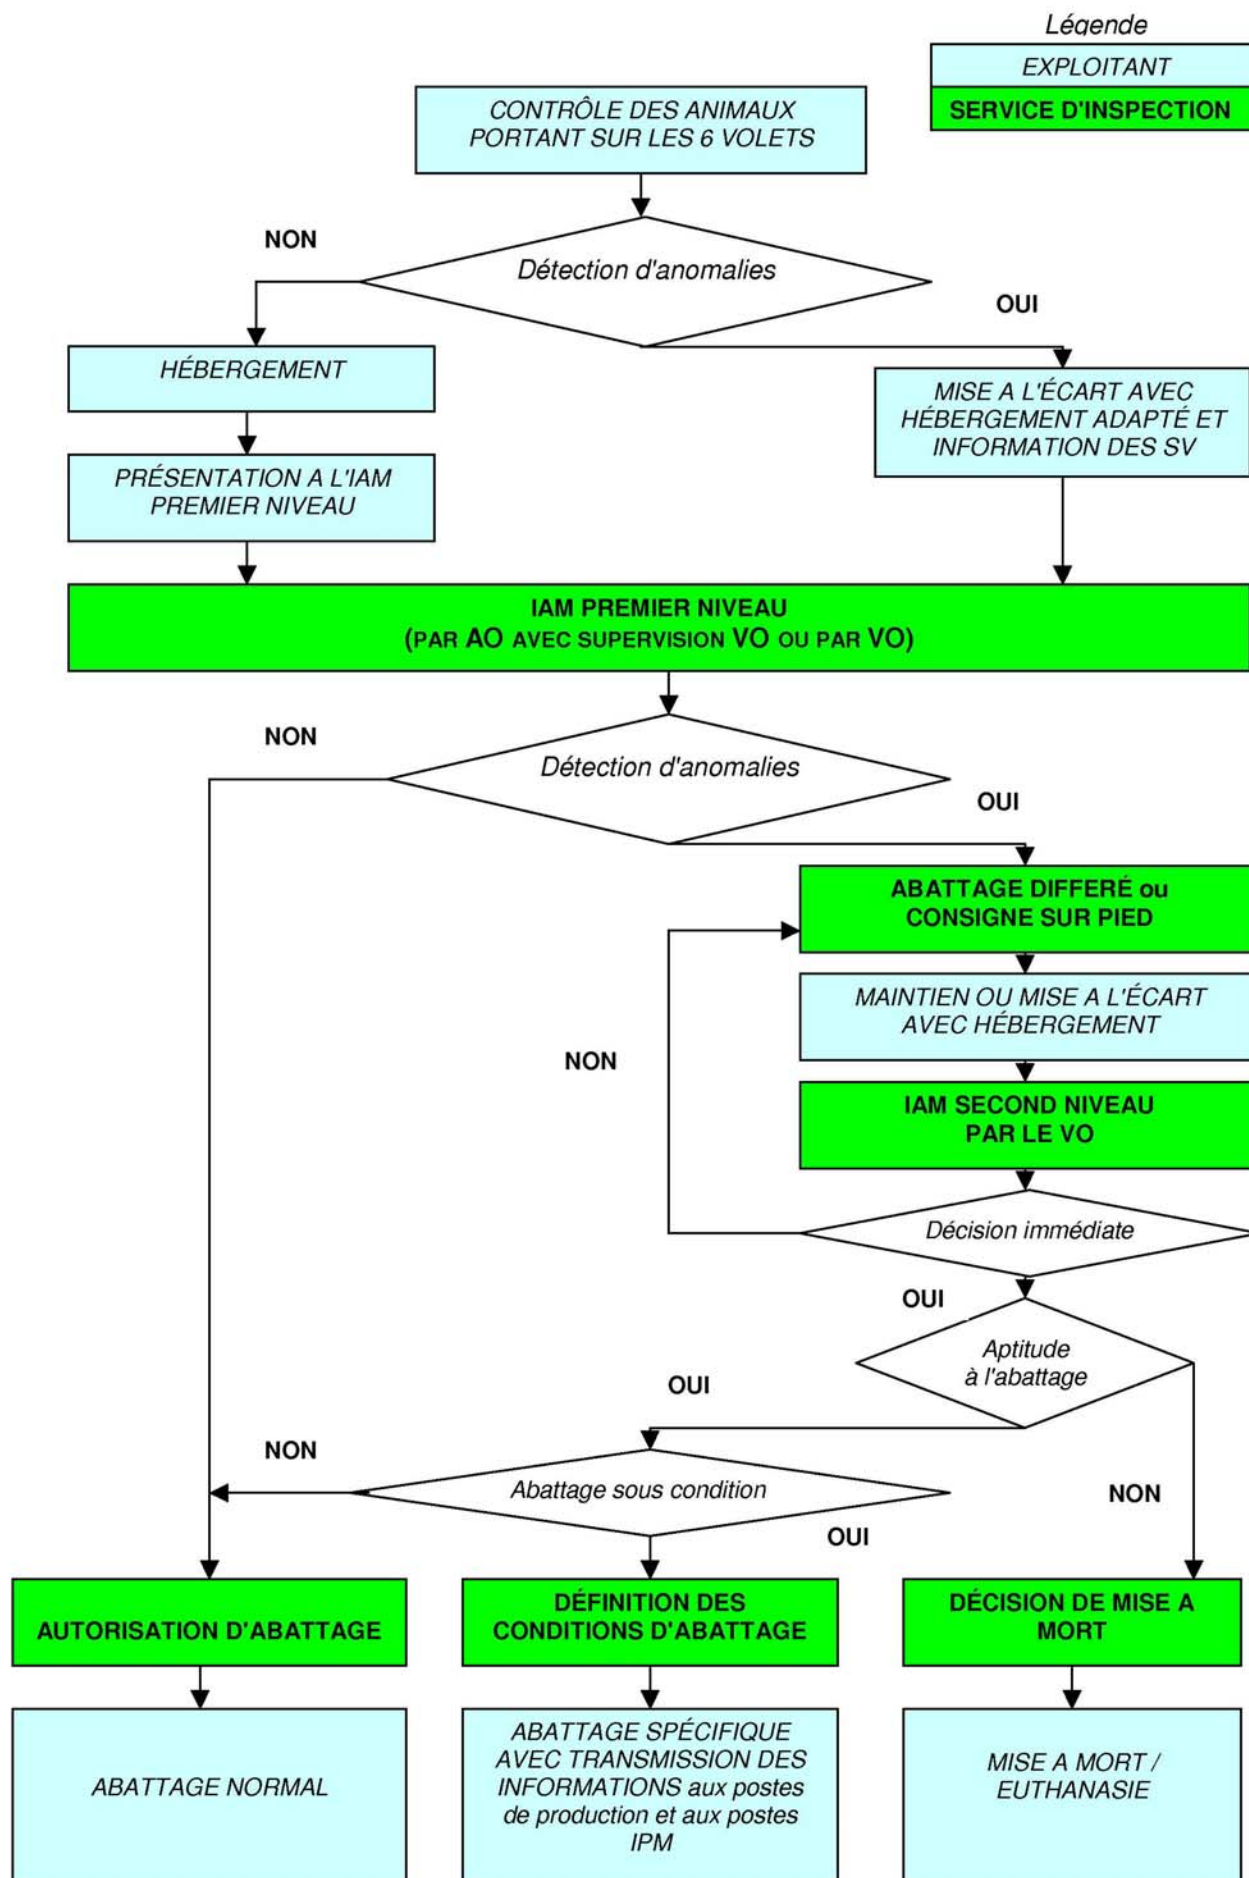 Légende
EXPLOITANT
SERVICE D'INSPECTION
CONTRÔLE DES ANIMAUX
PORTANT SUR LES 6 VOLETS
NON
Détection d'anomalies
OUI
HÉBERGEMENT
MISE A L'ÉCART AVEC
HÉBERGEMENT ADAPTÉ ET
INFORMATION DES SV
PRÉSENTATION A L'IAM
PREMIER NIVEAU
IAM PREMIER NIVEAU
(PAR AO AVEC SUPERVISION VO OU PAR VO)
NON
Détection d'anomalies
OUI
ABATTAGE DIFFERÉ ou
CONSIGNE SUR PIED
MAINTIEN OU MISE A L'ÉCART
AVEC HÉBERGEMENT
NON
IAM SECOND NIVEAU
PAR LE VO
Décision immédiate
OUI
Aptitude
à l'abattage
OUI
NON
Abattage sous condition
NON
OUI
AUTORISATION D'ABATTAGE
DÉFINITION DES
CONDITIONS D'ABATTAGE
DÉCISION DE MISE A
MORT
ABATTAGE NORMAL
ABATTAGE SPÉCIFIQUE
AVEC TRANSMISSION DES
INFORMATIONS aux postes
de production et aux postes
IPM
MISE A MORT /
EUTHANASIE